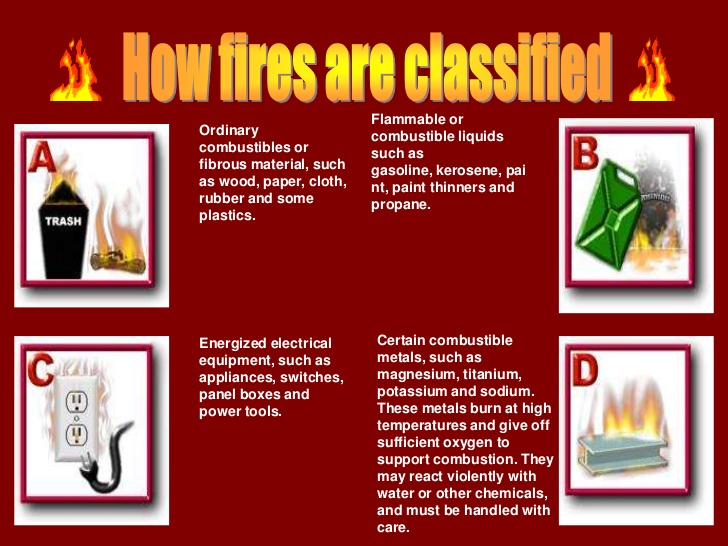 How fires are classified
A
TRASH
Ordinary
combustibles or
fibrous material, such
as wood, paper, cloth,
rubber and some
plastics.
Flammable or
combustible liquids
such as
gasoline, kerosene, pai
nt, paint thinners and
propane.
B
C
Energized electrical
equipment, such as
appliances, switches,
panel boxes and
power tools.
Certain combustible
metals, such as
magnesium, titanium,
potassium and sodium.
These metals burn at high
temperatures and give off
sufficient oxygen to
support combustion. They
may react violently with
water or other chemicals,
and must be handled with
care.
D